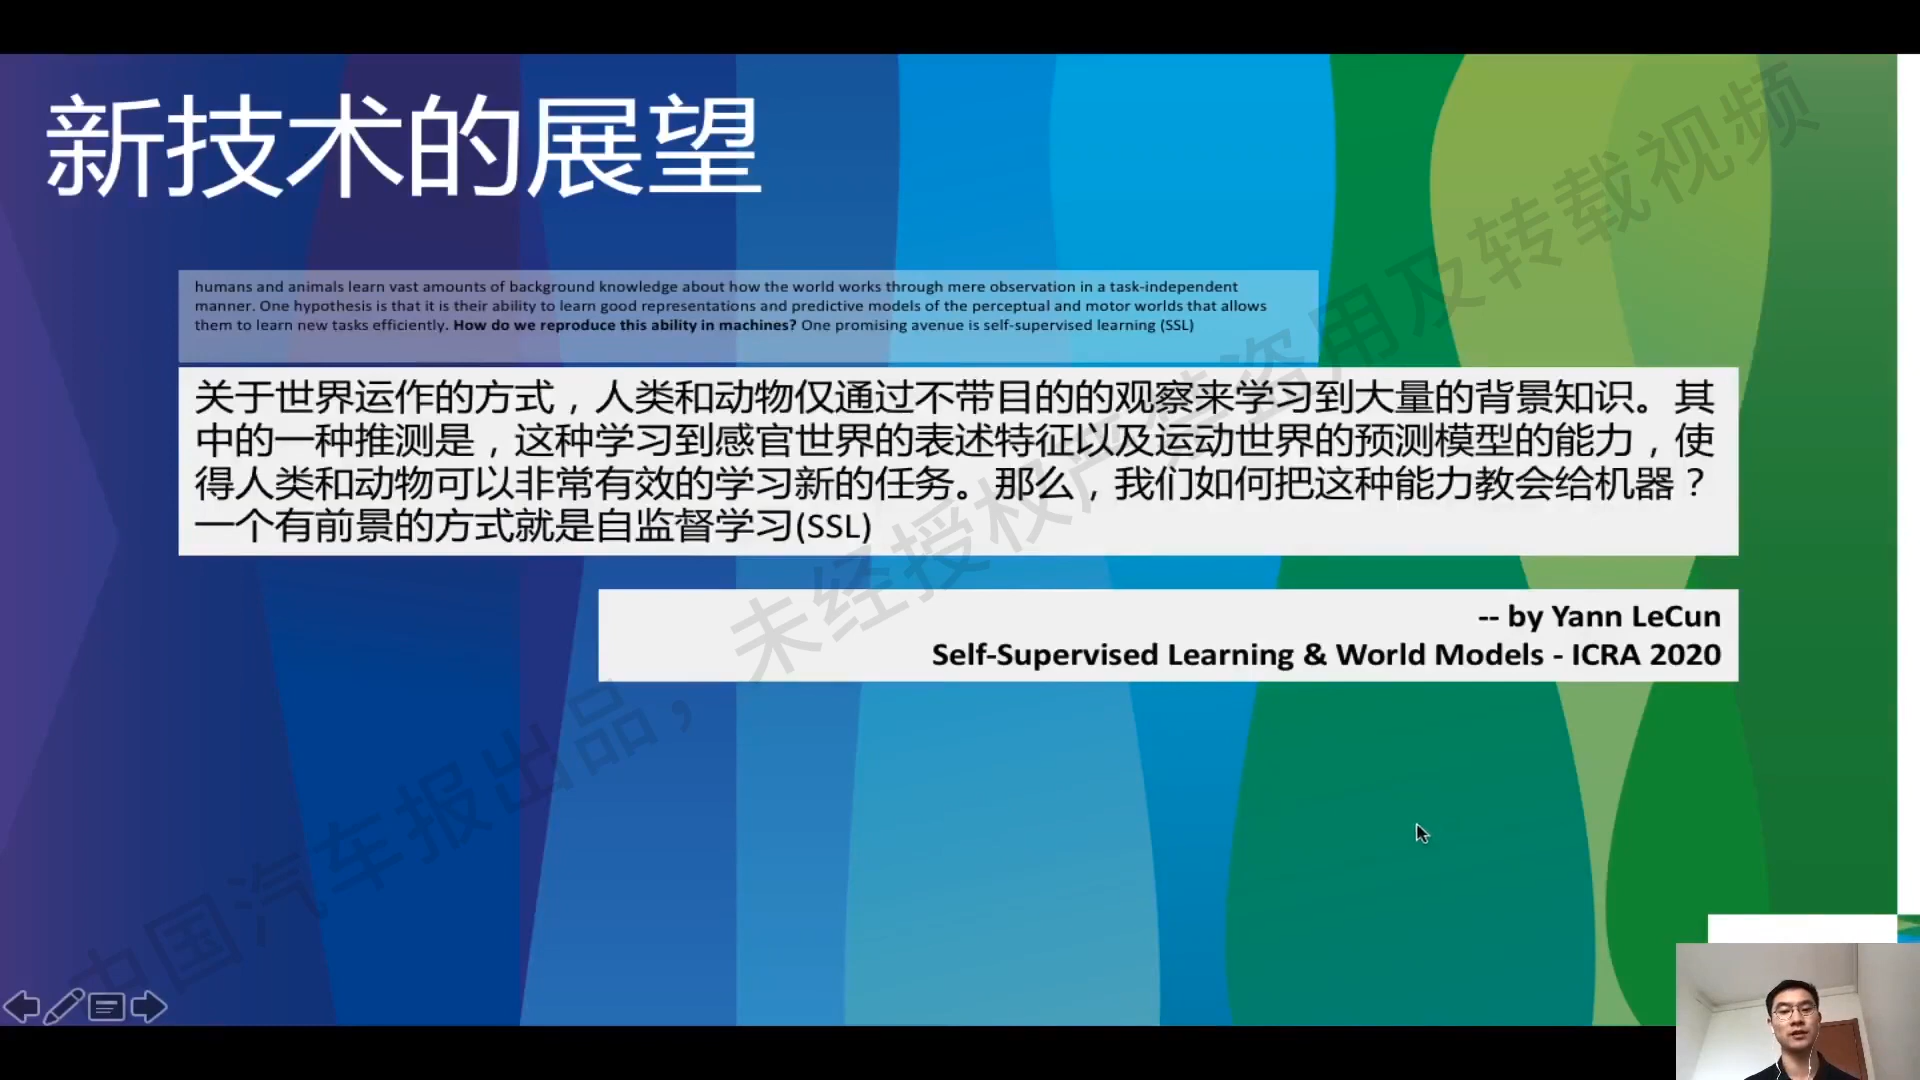 新技术的展望
humans and animals learn vast amounts of background knowledge about how the world works through mere observation in a task-independent
manner. One hypothesis is that it is their ability to learn good representations and predictive models of the perceptual and motor worlds that allows
them to learn new tasks efficiently. How do we reproduce this ability in machines? One promising avenue is self-supervised learning (SSL)
关于世界运作的方式，人类和动物仅通过不带目的的观察来学习到大量的背景知识。其
中的一种推测是，这种学习到感官世界的表述特征以及运动世界的预测模型的能力，使
得人类和动物可以非常有效的学习新的任务。那么，我们如何把这种能力教会给机器？
一个有前景的方式就是自监督学习(SSL)
-- by Yann LeCun
Self-Supervised Learning & World Models - ICRA 2020
中国汽车报出品，未经授权严禁盗用及转载视频